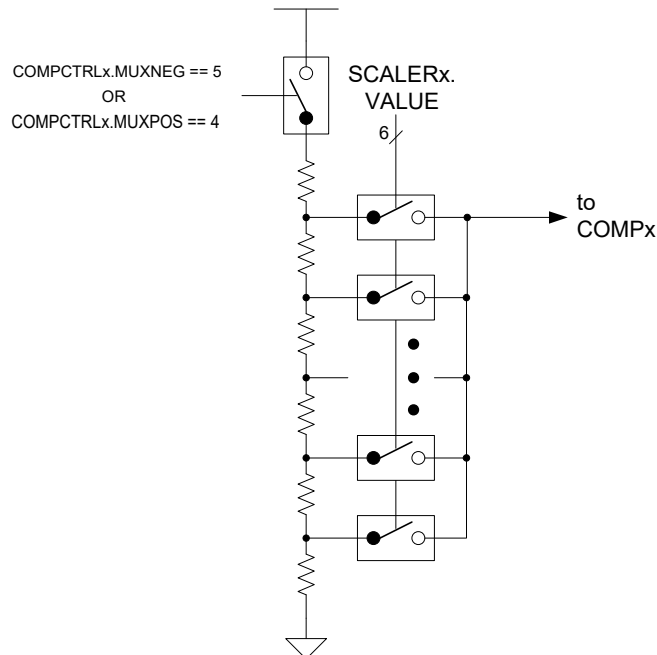 COMPCTRLx.MUXNEG == 5
OR
COMPCTRLx.MUXPOS == 4
SCALERx.
VALUE
6
to
COMPx